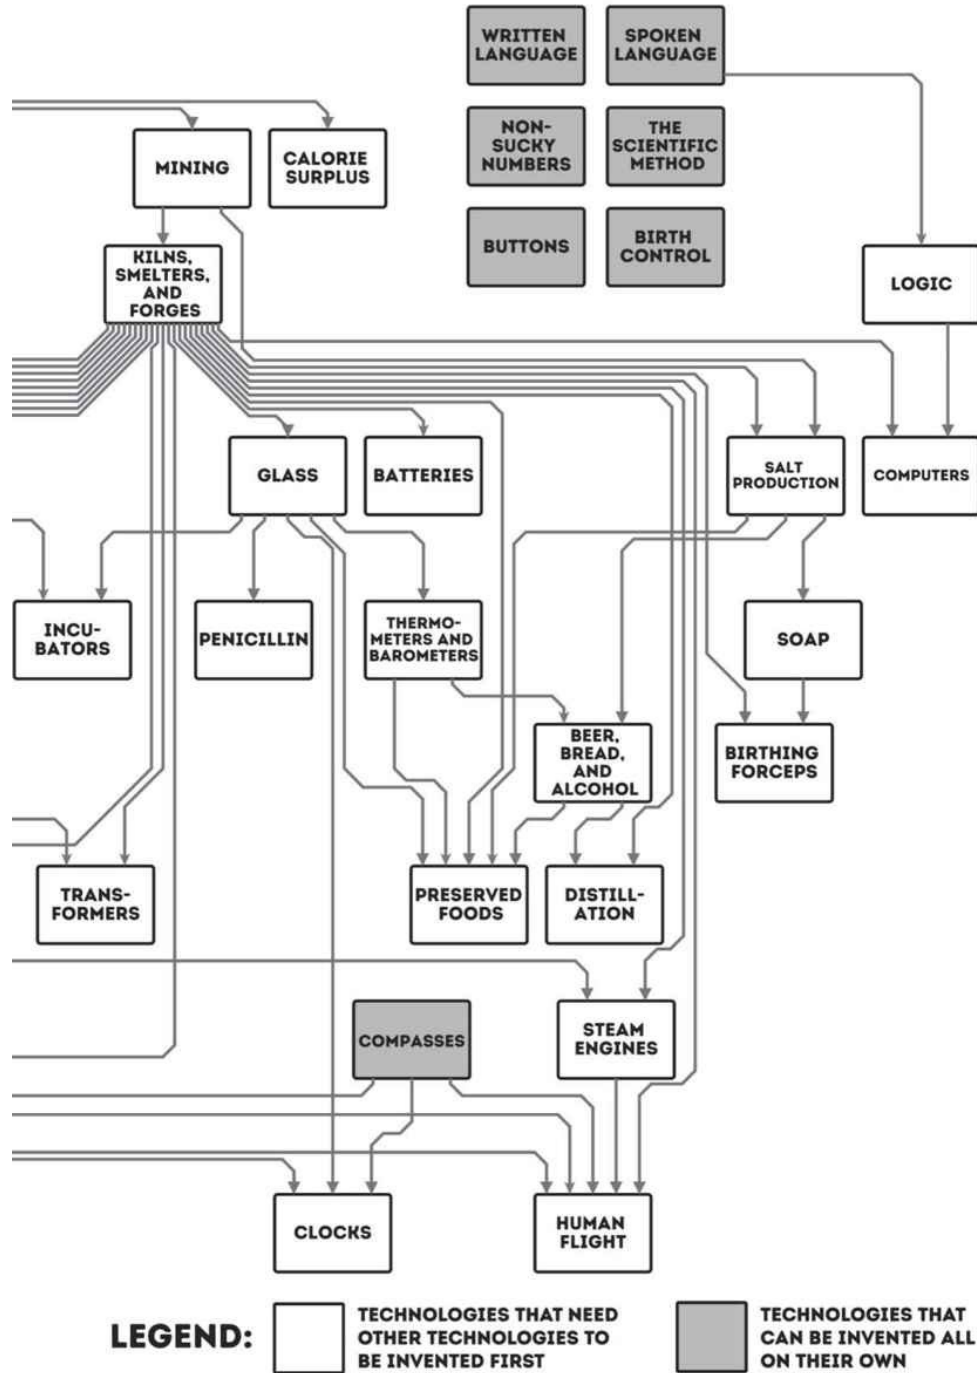 WRITTEN
LANGUAGE
SPOKEN
LANGUAGE
MINING
CALORIE
SURPLUS
NON-
SUCKY
NUMBERS
THE
SCIENTIFIC
METHOD
BUTTONS
BIRTH
CONTROL
KILNS,
SMELTERS,
AND
FORGES
LOGIC
GLASS
BATTERIES
SALT
PRODUCTION
COMPUTERS
INCU-
BATORS
PENICILLIN
THERMO-
METERS AND
BAROMETERS
SOAP
BEER,
BREAD,
AND
ALCOHOL
BIRTHING
FORCEPS
TRANS-
FORMERS
PRESERVED
FOODS
DISTILL-
ATION
COMPASSES
STEAM
ENGINES
CLOCKS
HUMAN
FLIGHT
LEGEND:
TECHNOLOGIES THAT NEED
OTHER TECHNOLOGIES TO
BE INVENTED FIRST
TECHNOLOGIES THAT
CAN BE INVENTED ALL
ON THEIR OWN